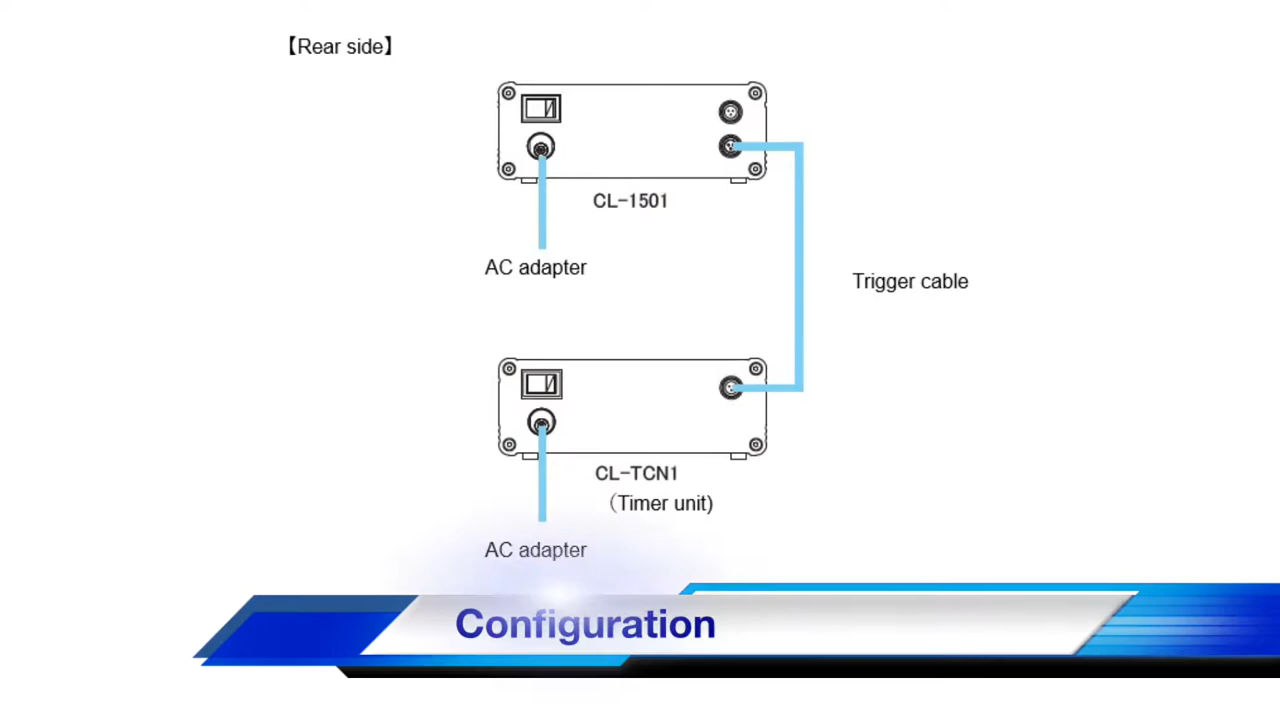 【Rear side】
CL-1501
AC adapter
Trigger cable
CL-TCN1
（Timer unit)
AC adapter
Configuration